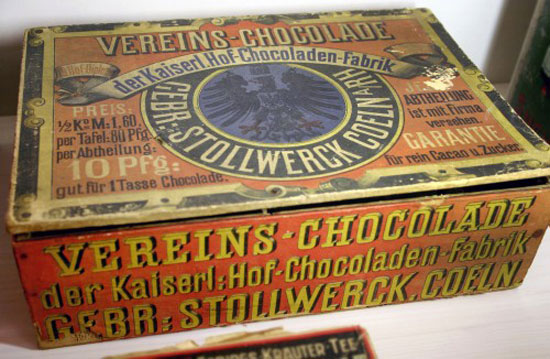 VEREINS-CHOCOLADE
der Kaiserl. Hof-Chocoladen-Fabrik
GEBR: STOLLWERCK COELN A/RH
PREIS:
½ Ko M: 1,60.
per Tafel: 80 Pfg.
per Abtheilung:
10 Pfg:
gut für 1 Tasse Chocolade.
ABTHEILUNG
ist mit Firma
versehen.
GARANTIE
für rein Cacao u. Zucker.
VEREINS-CHOCOLADE
der Kaiserl: Hof-Chocoladen-Fabrik
GEBR: STOLLWERCK, COELN.
KRÄUTER-TEE